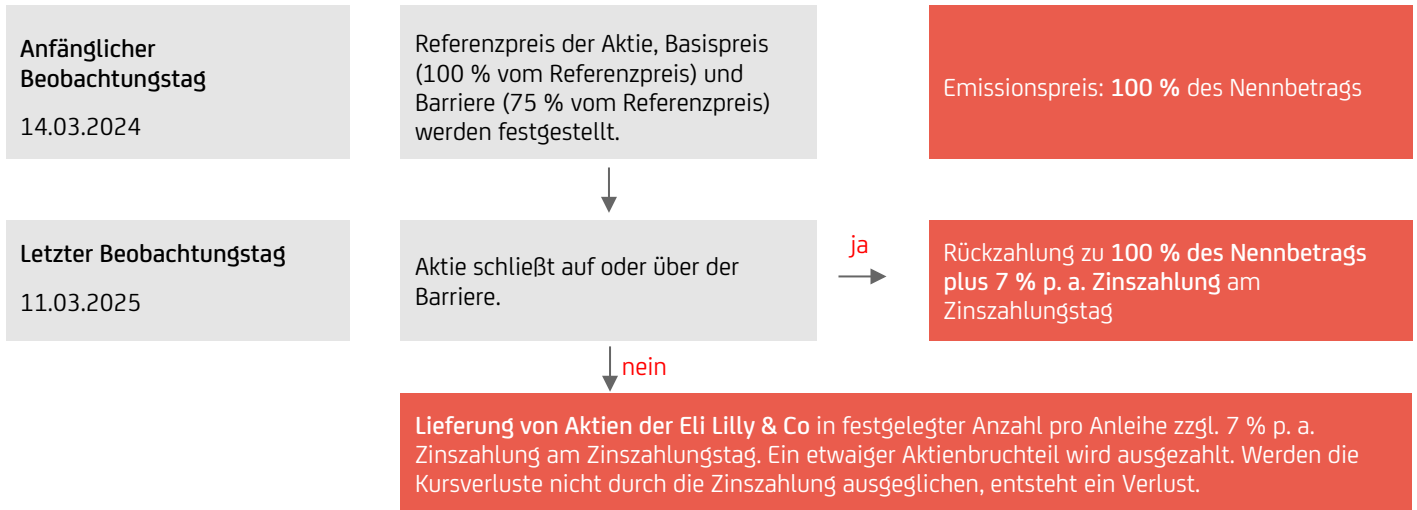 Anfänglicher
Beobachtungstag
14.03.2024
Referenzpreis der Aktie, Basispreis
(100 % vom Referenzpreis) und
Barriere (75 % vom Referenzpreis)
werden festgestellt.
Emissionspreis: 100 % des Nennbetrags
Letzter Beobachtungstag
11.03.2025
Aktie schließt auf oder über der
Barriere.
ja
Rückzahlung zu 100 % des Nennbetrags
plus 7 % p. a. Zinszahlung am
Zinszahlungstag
nein
Lieferung von Aktien der Eli Lilly & Co in festgelegter Anzahl pro Anleihe zzgl. 7 % p. a.
Zinszahlung am Zinszahlungstag. Ein etwaiger Aktienbruchteil wird ausgezahlt. Werden die
Kursverluste nicht durch die Zinszahlung ausgeglichen, entsteht ein Verlust.